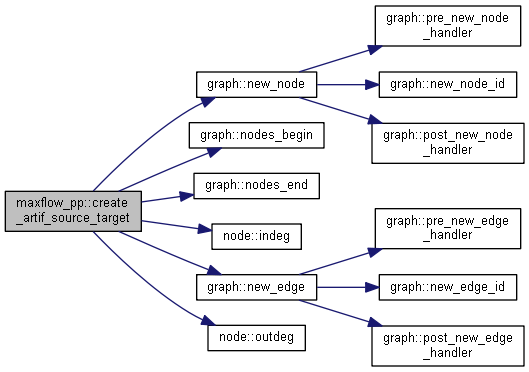 maxflow_pp::create
_artif_source_target
graph::new_node
graph::pre_new_node
_handler
graph::new_node_id
graph::post_new_node
_handler
graph::nodes_begin
graph::nodes_end
node::indeg
graph::new_edge
graph::pre_new_edge
_handler
graph::new_edge_id
graph::post_new_edge
_handler
node::outdeg